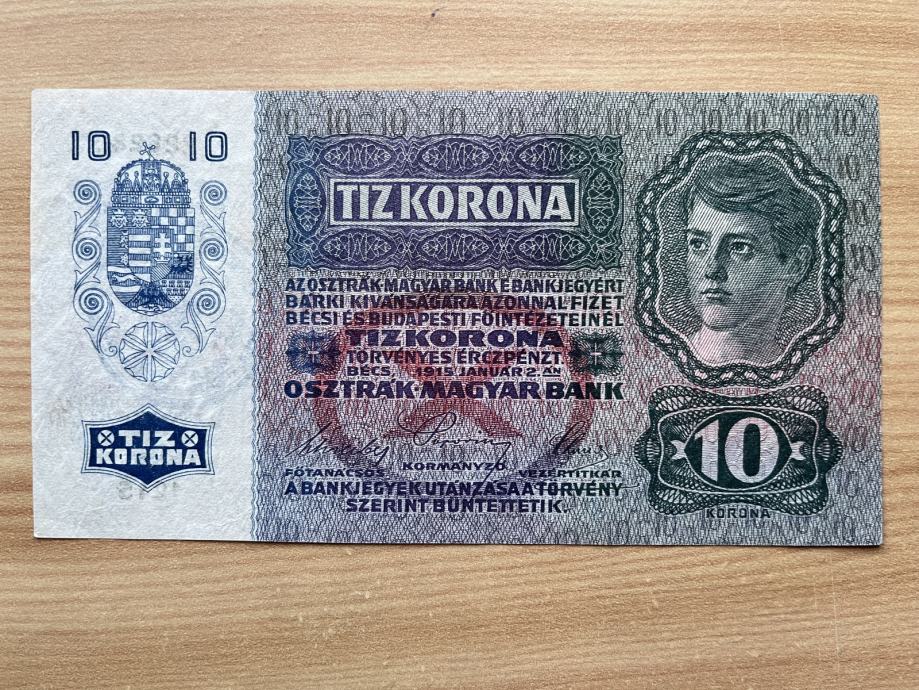 10 10
TIZ KORONA
AZ OSZTRÁK-MAGYAR BANK E BANKJEGYÉRT
BÁRKI KÍVÁNSÁGÁRA AZONNAL FIZET
BÉCSI ÉS BUDAPESTI FŐINTÉZETEINÉL
TIZ KORONA
TÖRVÉNYES ÉRCZPÉNZT.
BÉCS, 1915 JANUÁR 2.-ÁN
OSZTRÁK-MAGYAR BANK
FŐTANÁCSOS KORMÁNYZÓ VEZÉRTITKÁR
A BANKJEGYEK UTÁNZÁSA A TÖRVÉNY
SZERINT BÜNTETTETIK.
TIZ
KORONA
10
KORONA